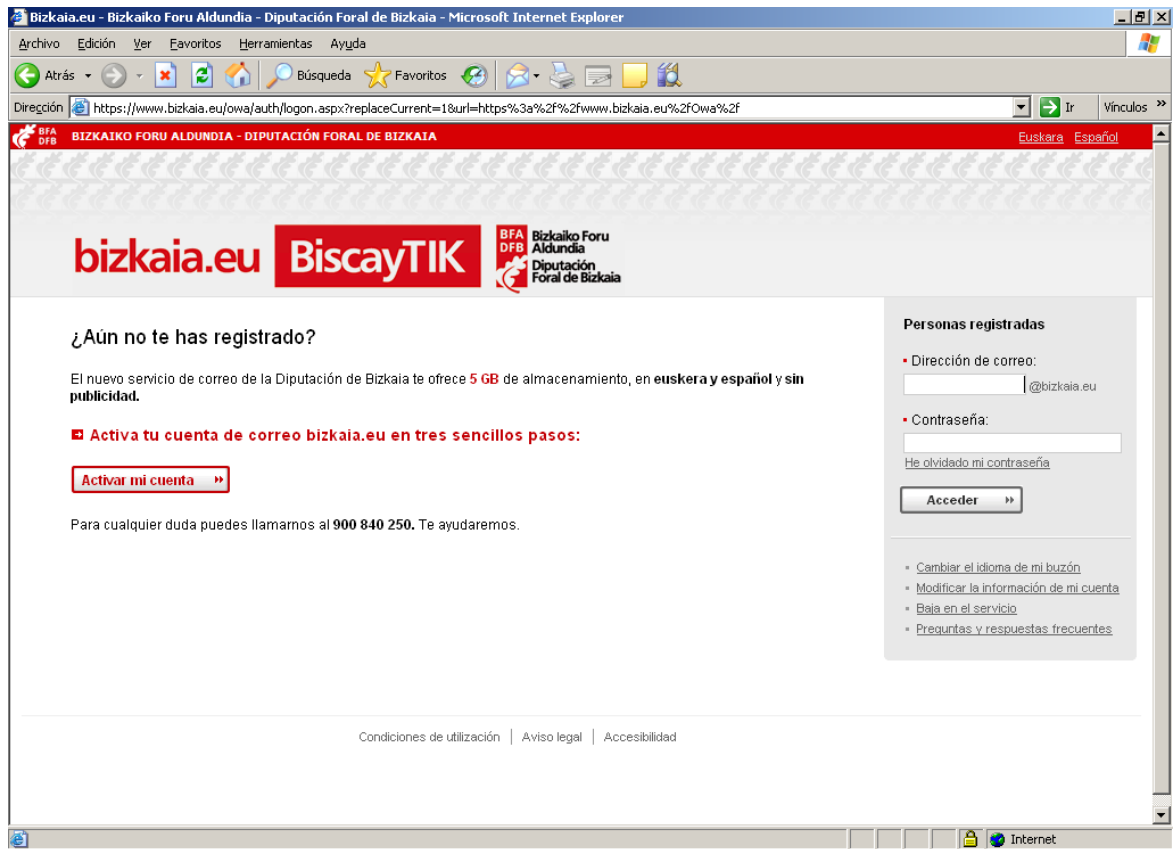 Bizkaia.eu - Bizkaiko Foru Aldundia - Diputación Foral de Bizkaia - Microsoft Internet Explorer
Archivo Edición Ver Favoritos Herramientas Ayuda
Atrás Búsqueda Favoritos
Dirección https://www.bizkaia.eu/owa/auth/logon.aspx?replaceCurrent=1&url=https%3a%2f%2fwww.bizkaia.eu%2fOwa%2f Ir Vínculos »
BFA DFB BIZKAIKO FORU ALDUNDIA - DIPUTACIÓN FORAL DE BIZKAIA Euskara Español
bizkaia.eu BiscayTIK
BFA Bizkaiko Foru
DFB Aldundia
Diputación
Foral de Bizkaia
¿Aún no te has registrado?
El nuevo servicio de correo de la Diputación de Bizkaia te ofrece 5 GB de almacenamiento, en euskera y español y sin
publicidad.
Activa tu cuenta de correo bizkaia.eu en tres sencillos pasos:
Activar mi cuenta »
Para cualquier duda puedes llamarnos al 900 840 250. Te ayudaremos.
Personas registradas
Dirección de correo:
@bizkaia.eu
Contraseña:
He olvidado mi contraseña
Acceder »
Cambiar el idioma de mi buzón
Modificar la información de mi cuenta
Baja en el servicio
Preguntas y respuestas frecuentes
Condiciones de utilización | Aviso legal | Accesibilidad
Internet